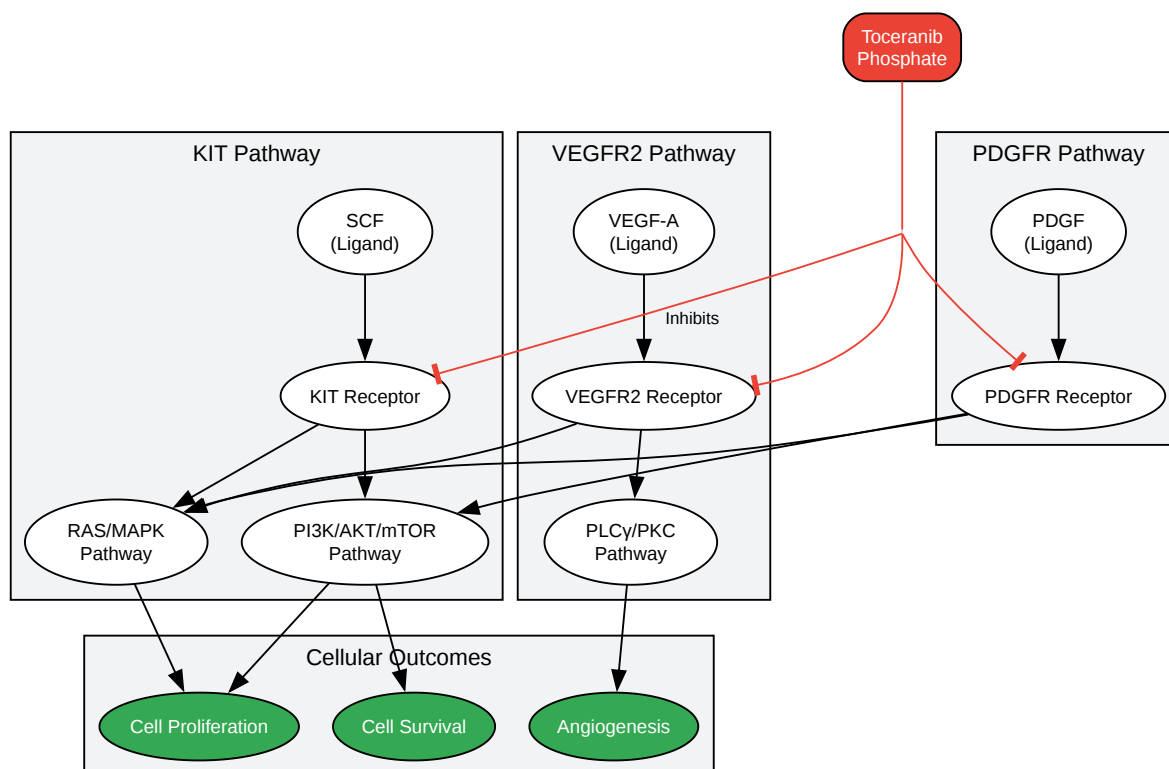 Toceranib
Phosphate
KIT Pathway
VEGFR2 Pathway
PDGFR Pathway
SCF
(Ligand)
VEGF-A
(Ligand)
PDGF
(Ligand)
Inhibits
KIT Receptor
VEGFR2 Receptor
PDGFR Receptor
RAS/MAPK
Pathway
PI3K/AKT/mTOR
Pathway
PLCγ/PKC
Pathway
Cellular Outcomes
Cell Proliferation
Cell Survival
Angiogenesis